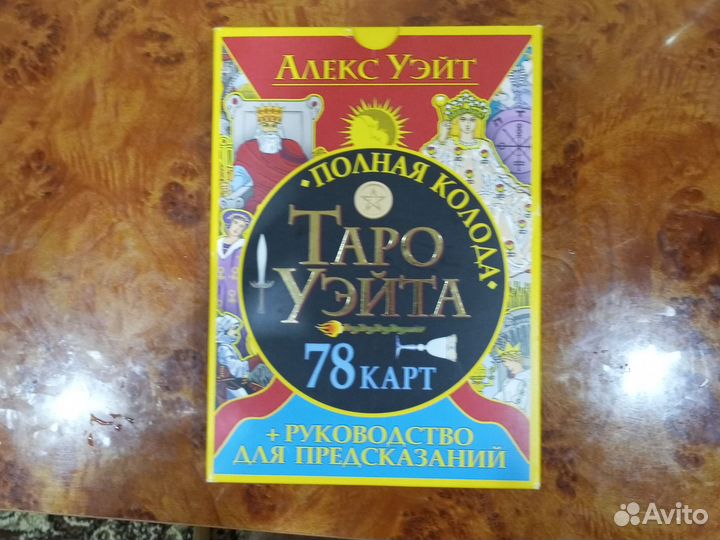 АЛЕКС УЭЙТ
• ПОЛНАЯ КОЛОДА •
ТАРО
УЭЙТА
78 КАРТ
+ РУКОВОДСТВО
ДЛЯ ПРЕДСКАЗАНИЙ
Avito